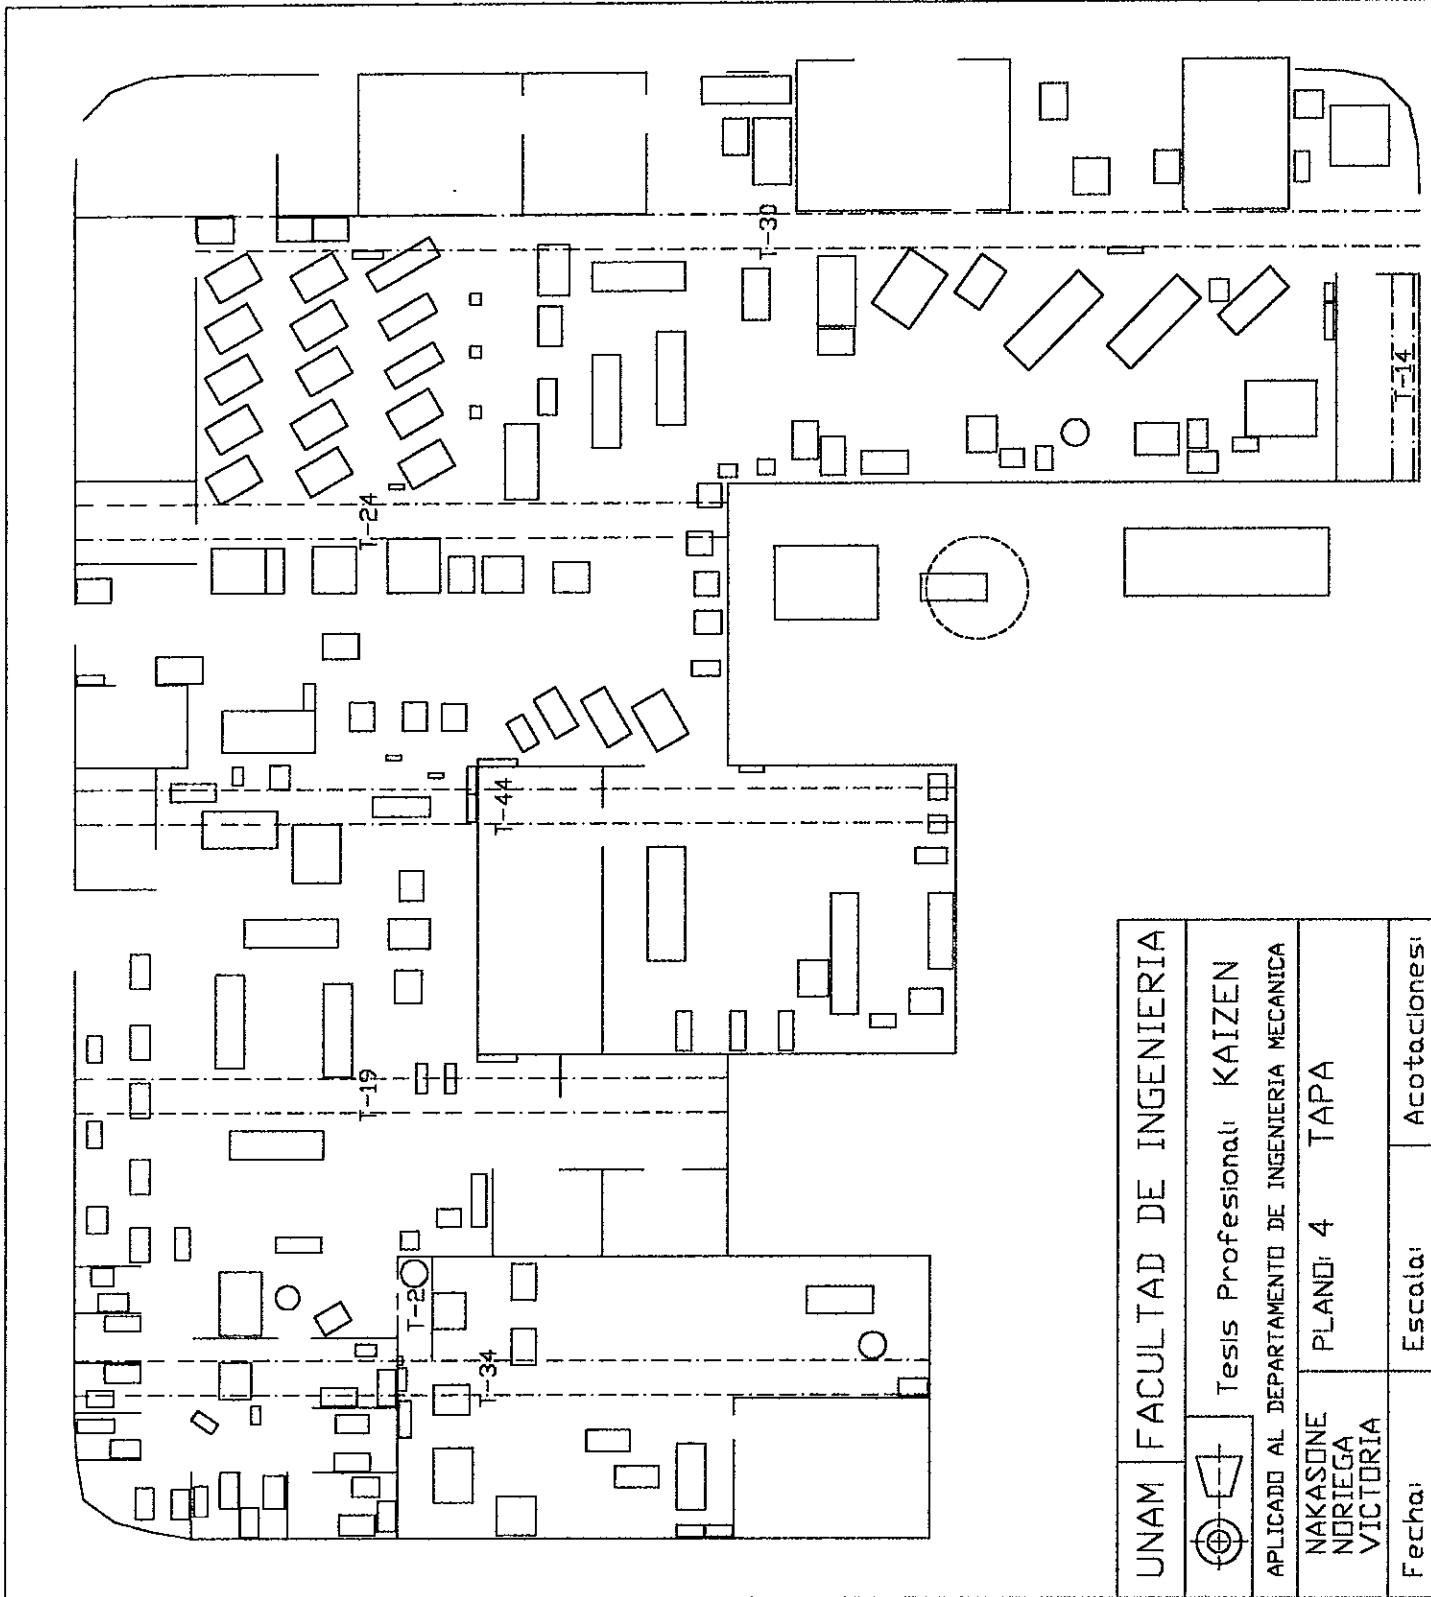 T-30
T-14
T-24
T-44
T-19
T-2
T-34
UNAM FACULTAD DE INGENIERIA
Tesis Profesional: KAIZEN
APLICADO AL DEPARTAMENTO DE INGENIERIA MECANICA
NAKASONE
NORIEGA
VICTORIA
PLANO: 4 TAPA
Fecha: Escala: Acotaciones: